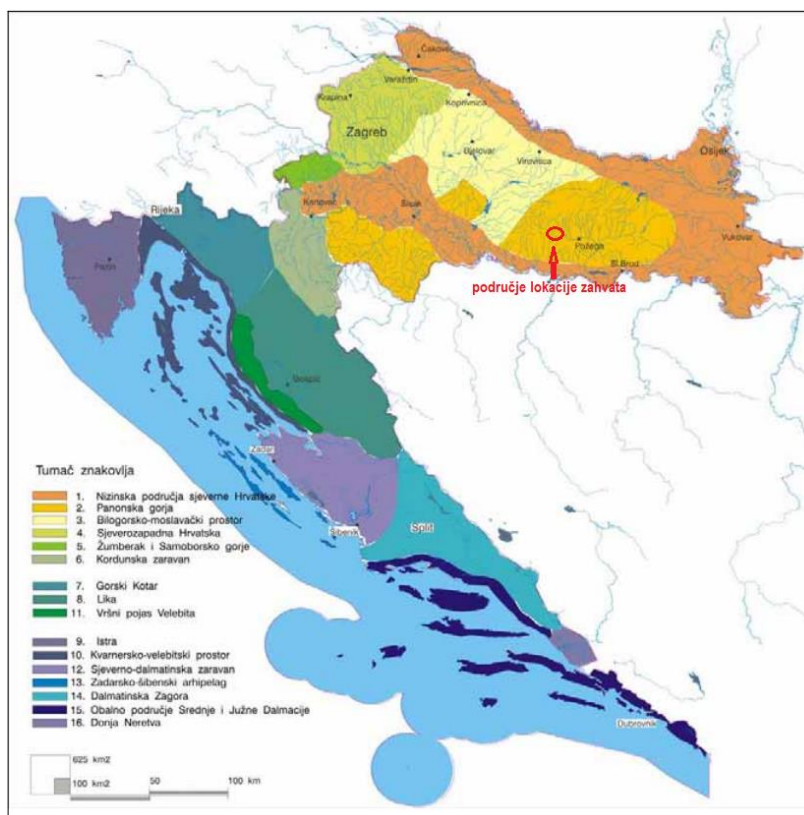 Čakovec
Varaždin
Krapina
Koprivnica
Zagreb
Bjelovar
Virovitica
Osijek
Karlovac
Sisak
Vukovar
Rijeka
Požega
Sl.Brod
Pazin
područje lokacije zahvata
Gospić
Zadar
Tumač znakovlja
1. Nizinska područja sjeverne Hrvatske
2. Panonska gorja
3. Bilogorsko-moslavački prostor
4. Sjeverozapadna Hrvatska
5. Žumberak i Samoborsko gorje
6. Kordunska zaravan
Šibenik
Split
7. Gorski Kotar
8. Lika
11. Vršni pojas Velebita
9. Istra
10. Kvarnersko-velebitski prostor
12. Sjeverno-dalmatinska zaravan
13. Zadarsko-šibenski arhipelag
14. Dalmatinska Zagora
15. Obalno područje Srednje i Južne Dalmacije
16. Donja Neretva
Dubrovnik
625 km2
100 km2
50
100 km